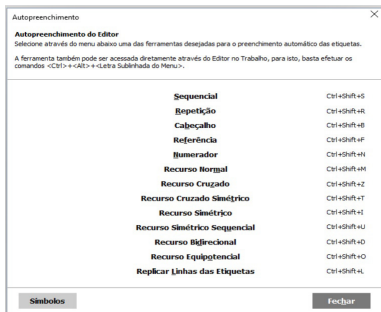 Autopreenchimento
Autopreenchimento do Editor
Selecione através do menu abaixo uma das ferramentas desejadas para o preenchimento automático das etiquetas.
A ferramenta também pode ser acessada diretamente através do Editor no Trabalho, para isto, basta efetuar os
comandos <Ctrl>+<Alt>+<Letra Sublinhada do Menu>.
Sequencial Ctrl+Shift+S
Repetição Ctrl+Shift+R
Cabeçalho Ctrl+Shift+B
Referência Ctrl+Shift+F
Numerador Ctrl+Shift+N
Recurso Normal Ctrl+Shift+M
Recurso Cruzado Ctrl+Shift+Z
Recurso Cruzado Simétrico Ctrl+Shift+T
Recurso Simétrico Ctrl+Shift+I
Recurso Simétrico Sequencial Ctrl+Shift+U
Recurso Bidirecional Ctrl+Shift+D
Recurso Equipotencial Ctrl+Shift+O
Replicar Linhas das Etiquetas Ctrl+Shift+L
Símbolos Fechar